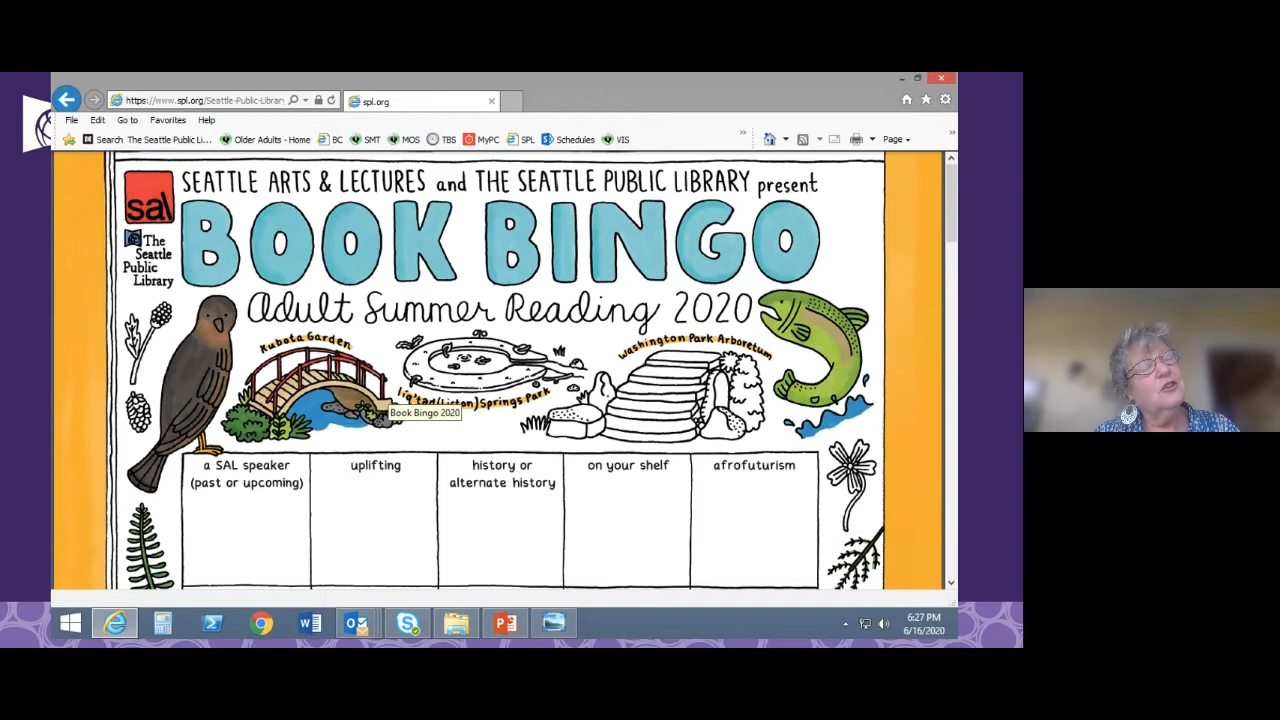 https://www.spl.org/Seattle-Public-Librar
spl.org
File Edit Go to Favorites Help
Search The Seattle Public Li... Older Adults - Home BC SMT MOS TBS MyPC SPL Schedules VIS
Page
SEATTLE ARTS & LECTURES and THE SEATTLE PUBLIC LIBRARY present
sal
The
Seattle
Public
Library
BOOK BINGO
Adult Summer Reading 2020
Kubota Garden
(Licton) Springs Park
Washington Park Arboretum
Book Bingo 2020
a SAL speaker
(past or upcoming)
uplifting
history or
alternate history
on your shelf
afrofuturism
6:27 PM
6/16/2020